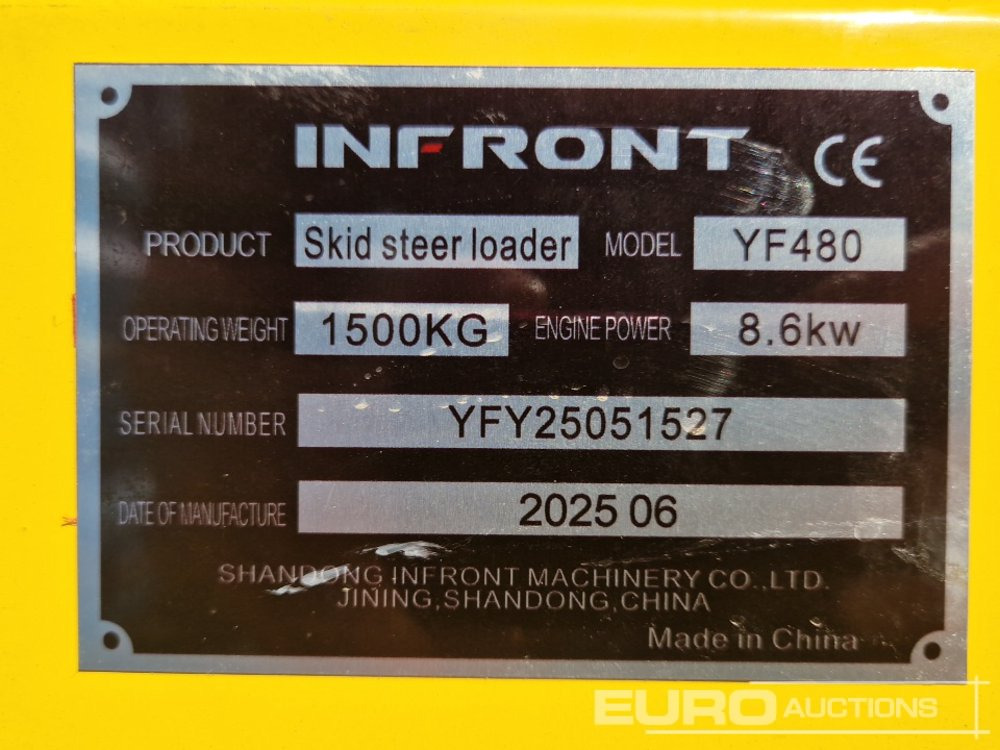 INFRONT CE
PRODUCT Skid steer loader MODEL YF480
OPERATING WEIGHT 1500KG ENGINE POWER 8.6kw
SERIAL NUMBER YFY25051527
DATE OF MANUFACTURE 2025 06
SHANDONG INFRONT MACHINERY CO.,LTD.
JINING,SHANDONG,CHINA
Made in China
EURO AUCTIONS